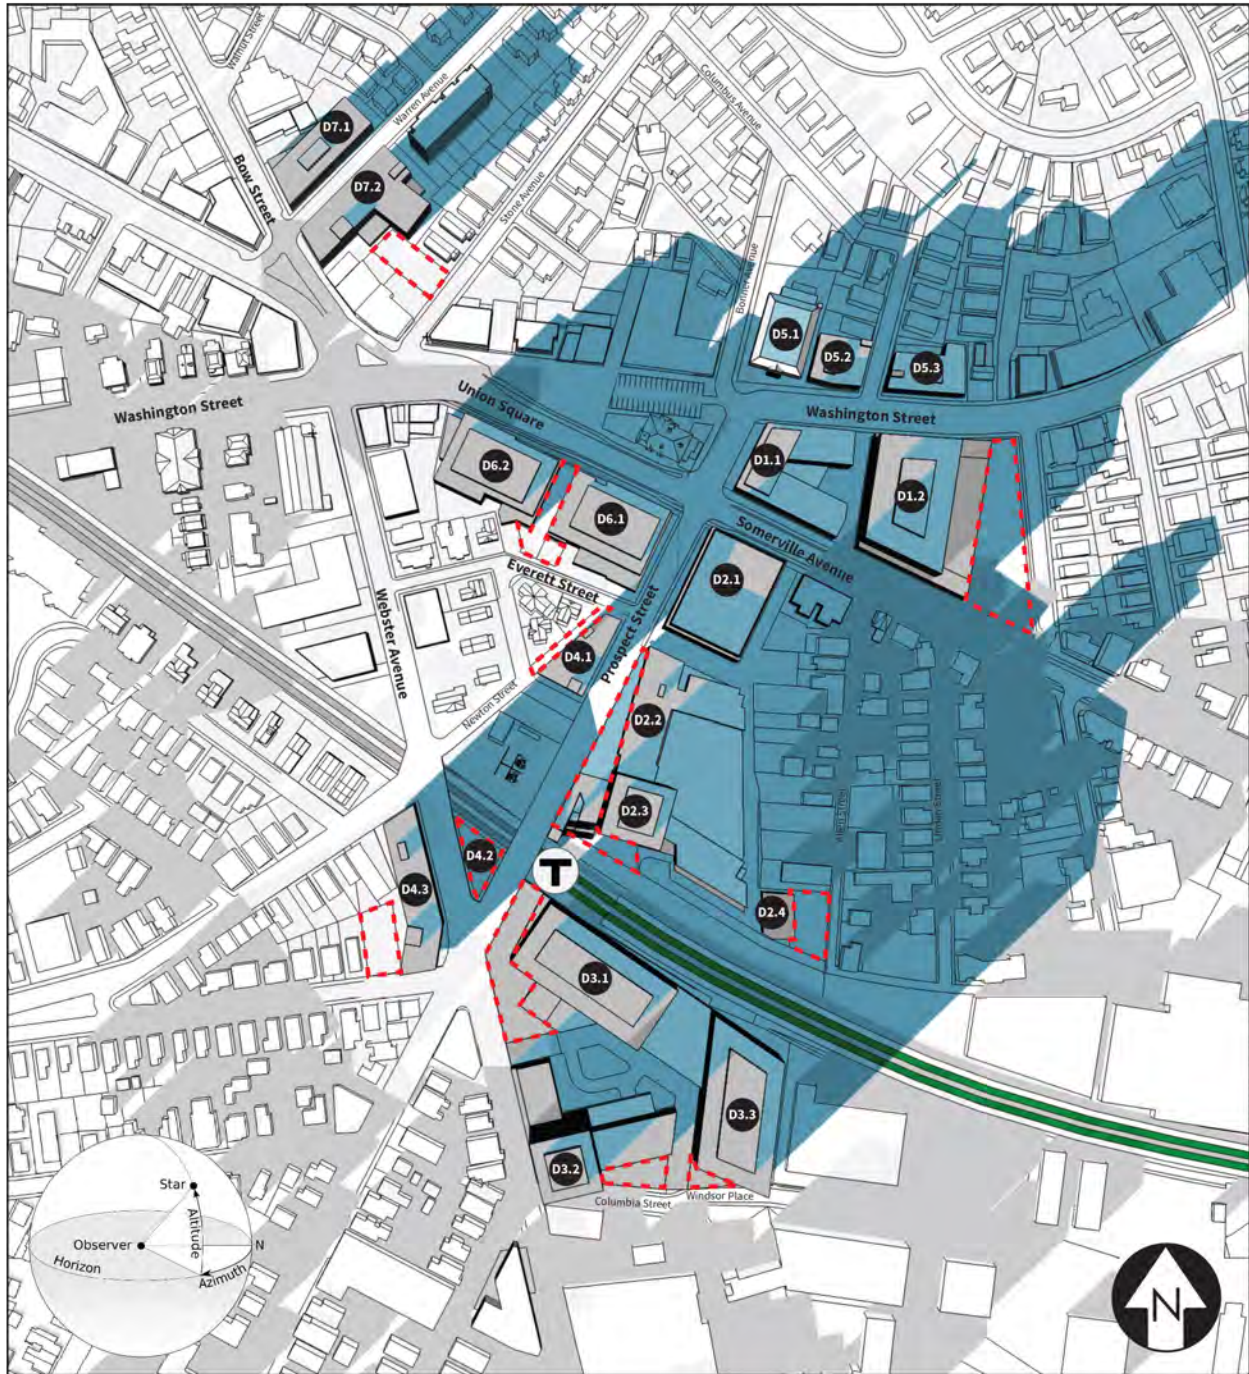 Walnut Street
Warren Avenue
D7.1
Columbus Avenue
Bow Street
D7.2
Stone Avenue
Bonner Avenue
D5.1
D5.2
D5.3
Washington Street
Union Square
Washington Street
D6.2
D1.1
D1.2
D6.1
Somerville Avenue
Everett Street
D2.1
Webster Avenue
Prospect Street
D4.1
Newton Street
D2.2
D2.3
D4.2
T
D4.3
D2.4
D3.1
D3.3
D3.2
Columbia Street
Windsor Place
Star
Altitude
Observer
N
Horizon
Azimuth
N